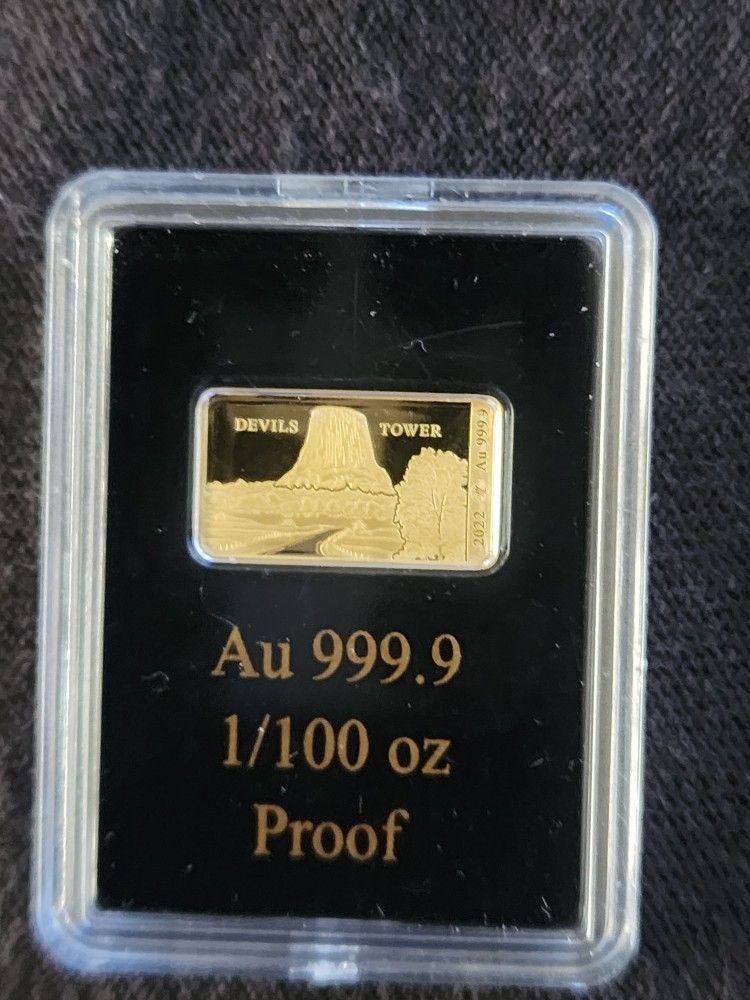 DEVILS TOWER
2022 Au 999.9
Au 999.9
1/100 oz
Proof